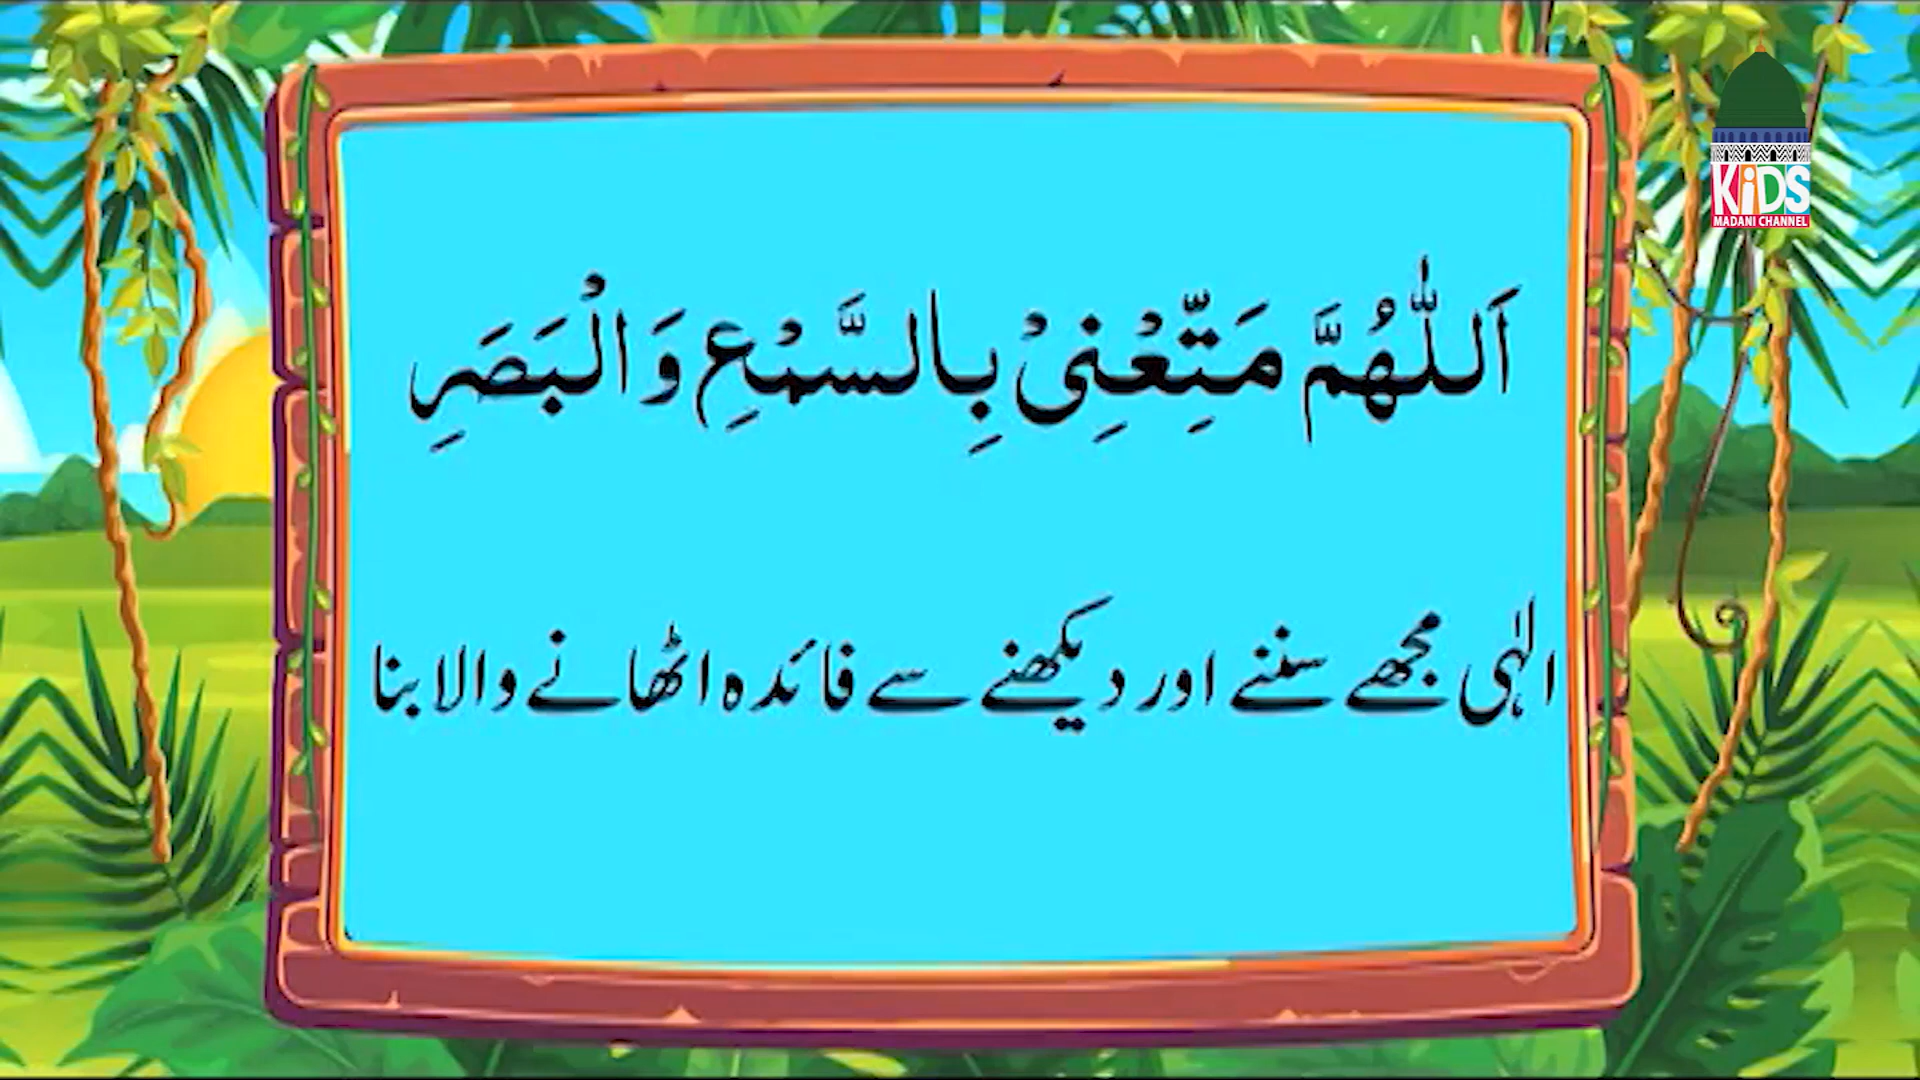 KiDS
MADANI CHANNEL
اَللّٰهُمَّ مَتِّعْنِیْ بِالسَّمْعِ وَالْبَصَرِ
الٰہی مجھے سننے اور دیکھنے سے فائدہ اٹھانے والا بنا